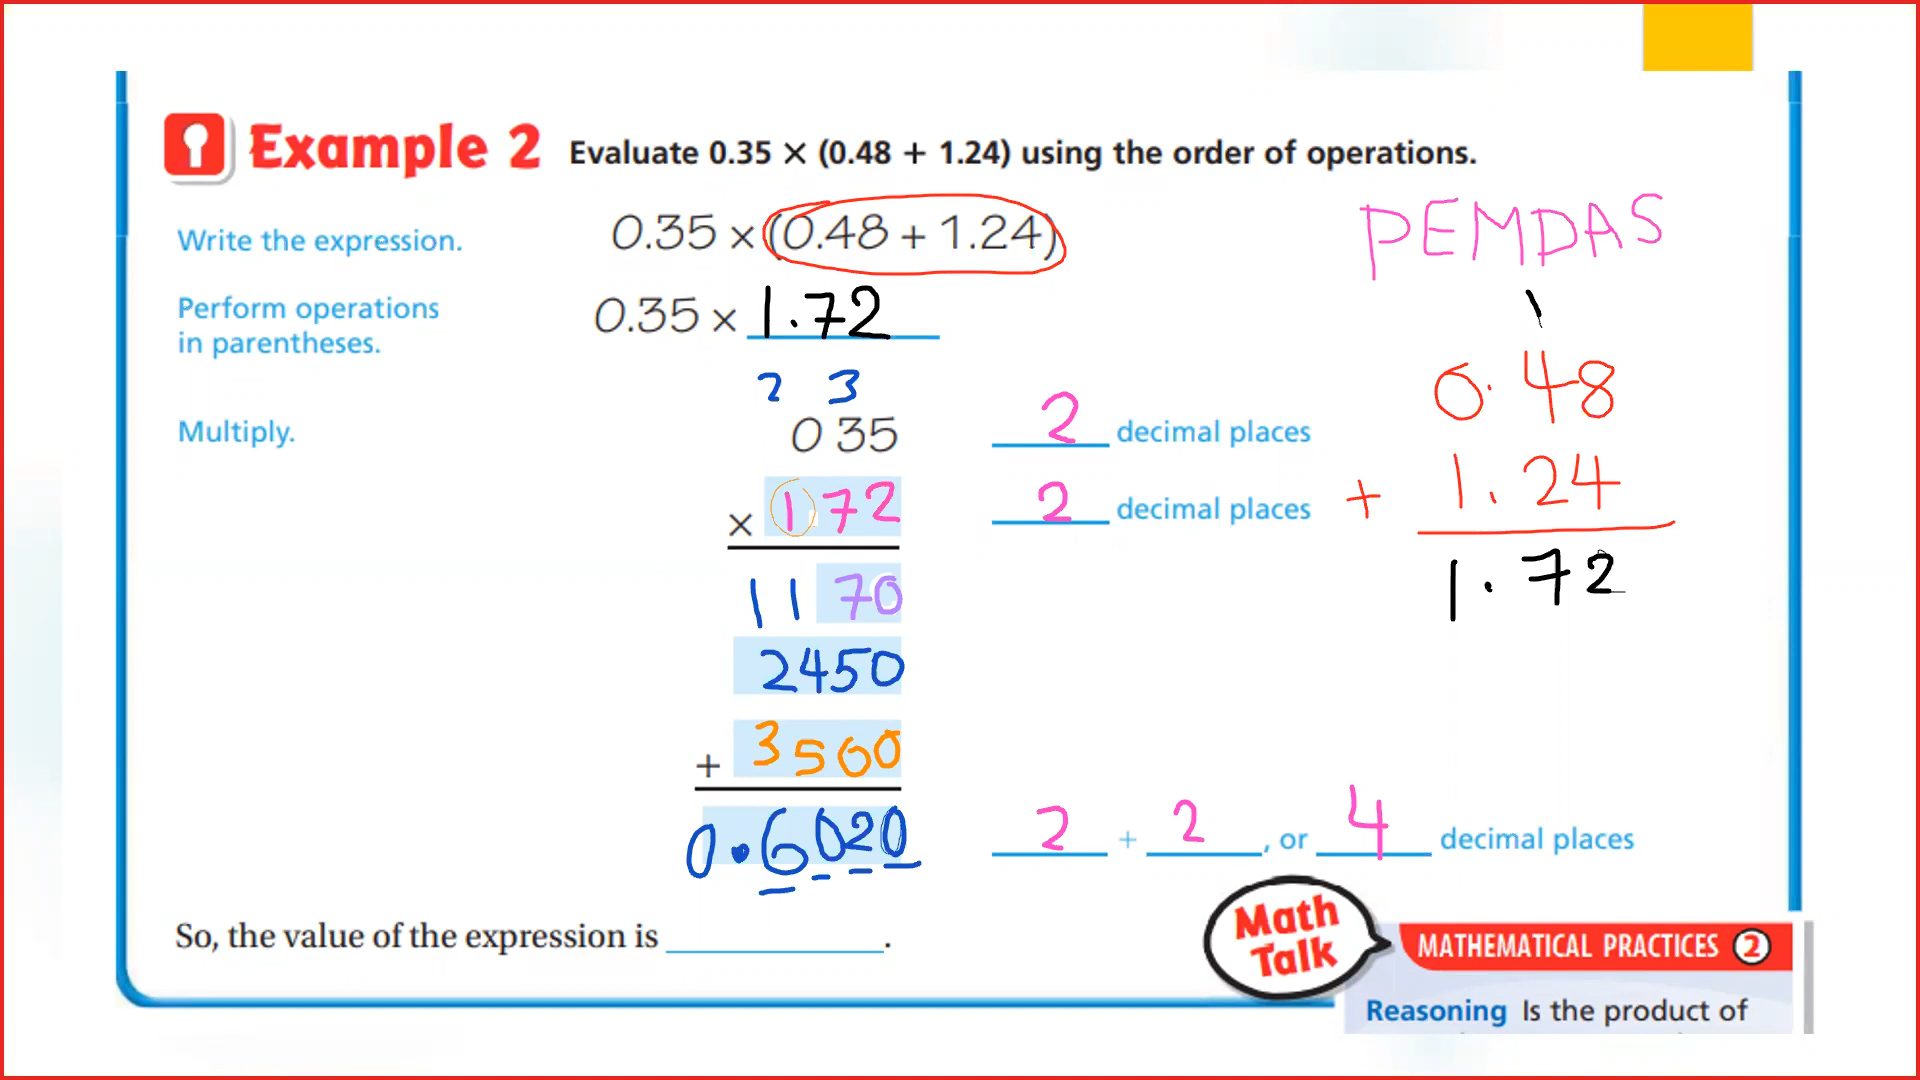 Example 2 Evaluate 0.35 × (0.48 + 1.24) using the order of operations.
PEMDAS
Write the expression. 0.35 × (0.48 + 1.24)
Perform operations
in parentheses.
0.35 × 1.72
2 3
Multiply. 0 35 2 decimal places
× 172 2 decimal places
1170
2450
+ 3500
0.6020 2 + 2, or 4 decimal places
1
0.48
+ 1.24
1.72
So, the value of the expression is ________.
Math
Talk
MATHEMATICAL PRACTICES 2
Reasoning Is the product of